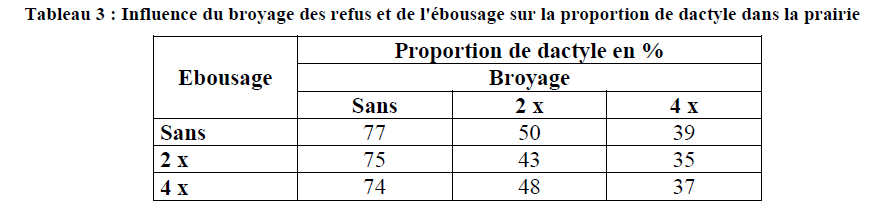 Tableau 3 : Influence du broyage des refus et de l'ébousage sur la proportion de dactyle dans la prairie
Proportion de dactyle en %
Ebousage
Broyage
Sans 2 x 4 x
Sans 77 50 39
2 x 75 43 35
4 x 74 48 37